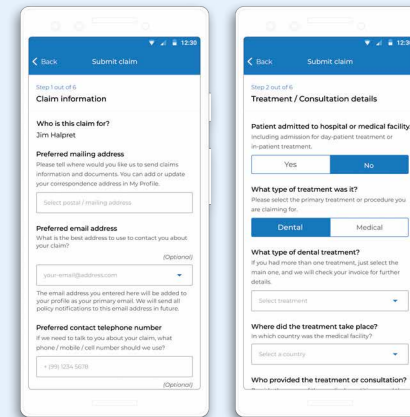 12:30
Back
Submit claim
Step 1 out of 6
Claim information
Who is this claim for?
Jim Halpret
Preferred mailing address
Please tell where would you like us to send claims
information and documents. You can add or update
your correspondence address in My Profile.
Select postal / mailing address
Preferred email address
What is the best address to use to contact you about
your claim?
(Optional)
your-email@address.com
The email address you entered here will be added to
your profile as your primary email. We will send all
policy notifications to this email address in future.
Preferred contact telephone number
If we need to talk to you about your claim, what
phone / mobile / cell number should we use?
+ (99) 1234 5678
(Optional)
12:30
Back
Submit claim
Step 2 out of 6
Treatment / Consultation details
Patient admitted to hospital or medical facility
Including admission for day-patient treatment or
in-patient treatment.
Yes
No
What type of treatment was it?
Please select the primary treatment or procedure you
are claiming for.
Dental
Medical
What type of dental treatment?
If you had more than one treatment, just select the
main one, and we will check your invoice for further
details.
Select treatment
Where did the treatment take place?
In which country was the medical facility?
Select a country
Who provided the treatment or consultation?